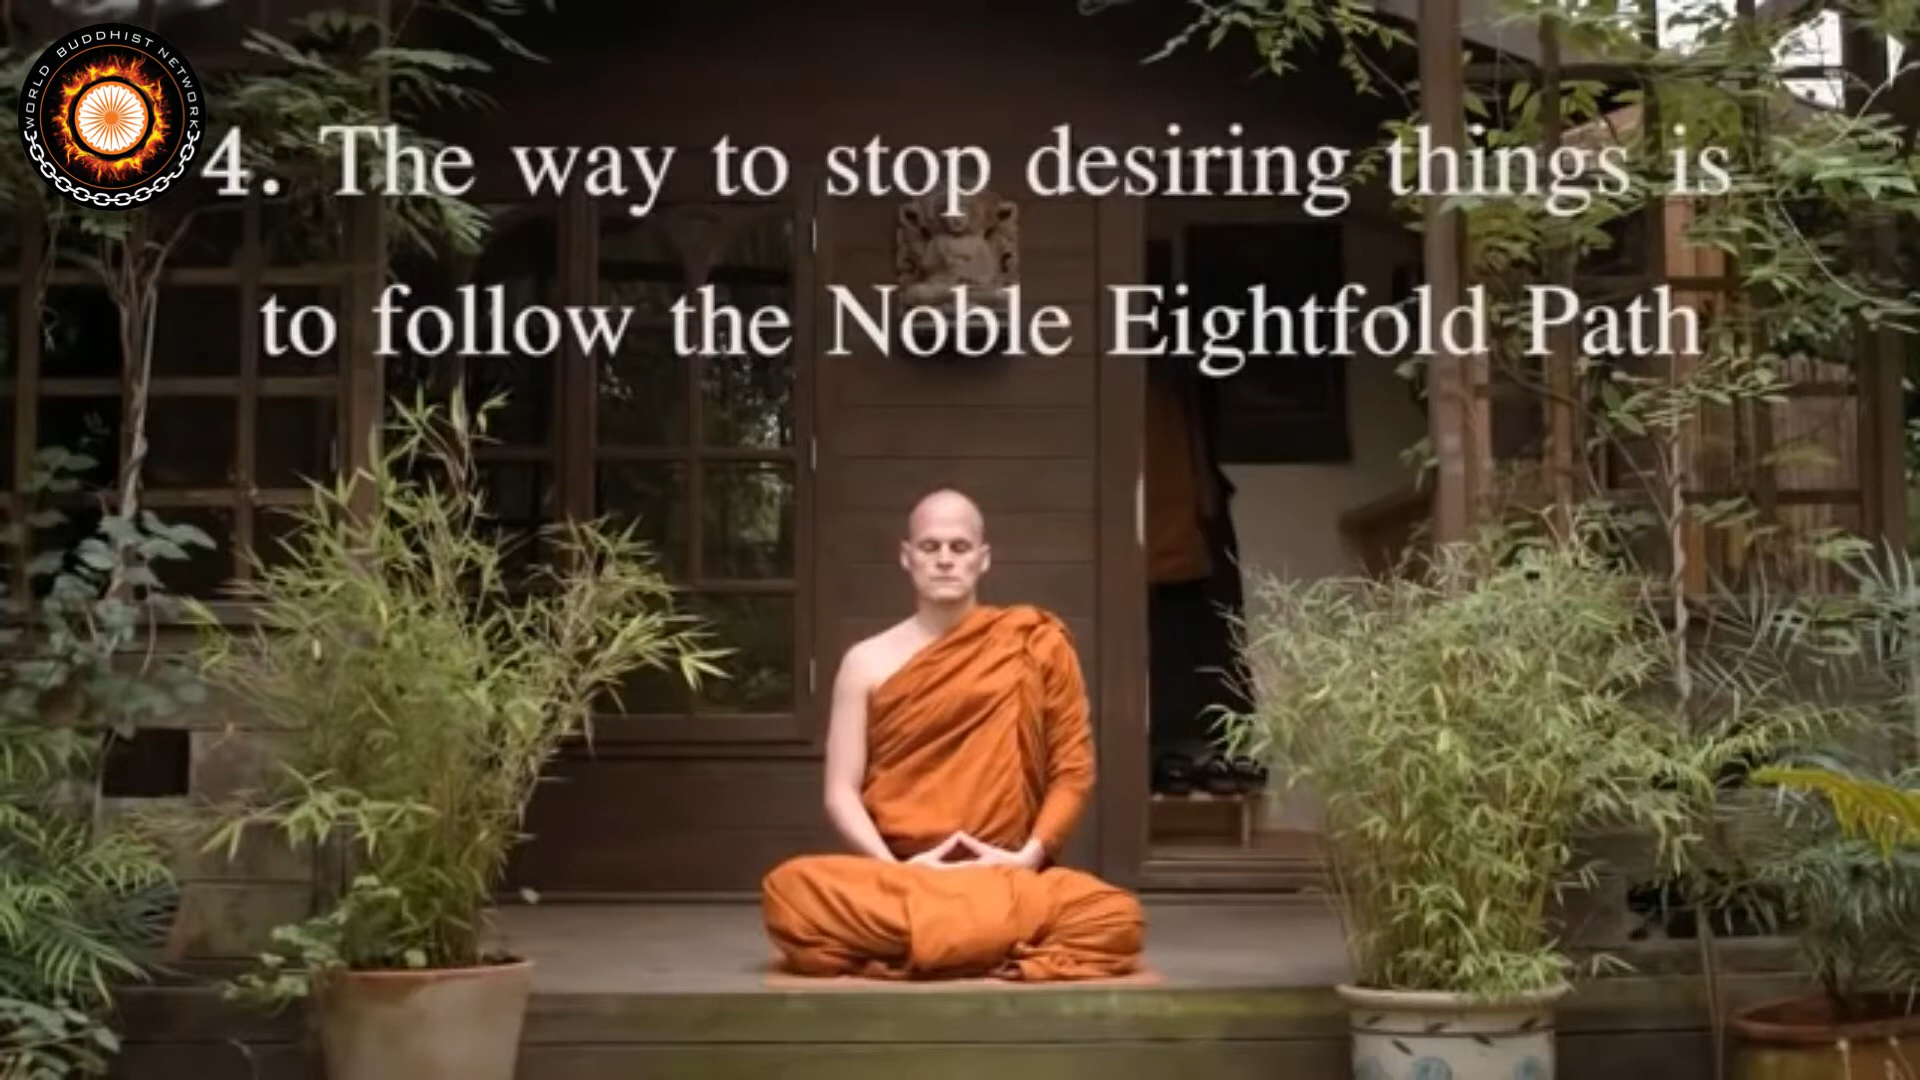 WORLD BUDDHIST NETWORK
4. The way to stop desiring things is
to follow the Noble Eightfold Path